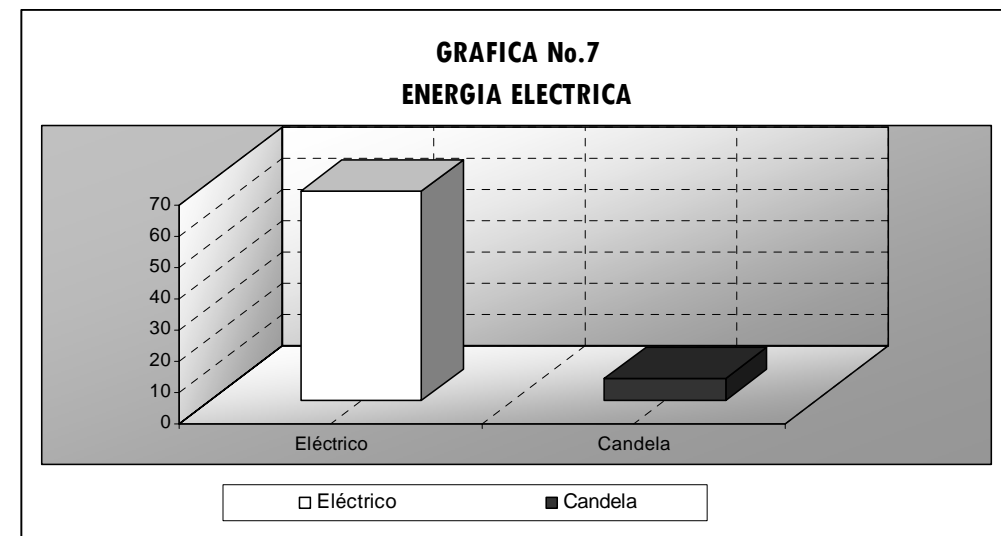 GRAFICA No.7
ENERGIA ELECTRICA
70
60
50
40
30
20
10
0
Eléctrico Candela
Eléctrico Candela